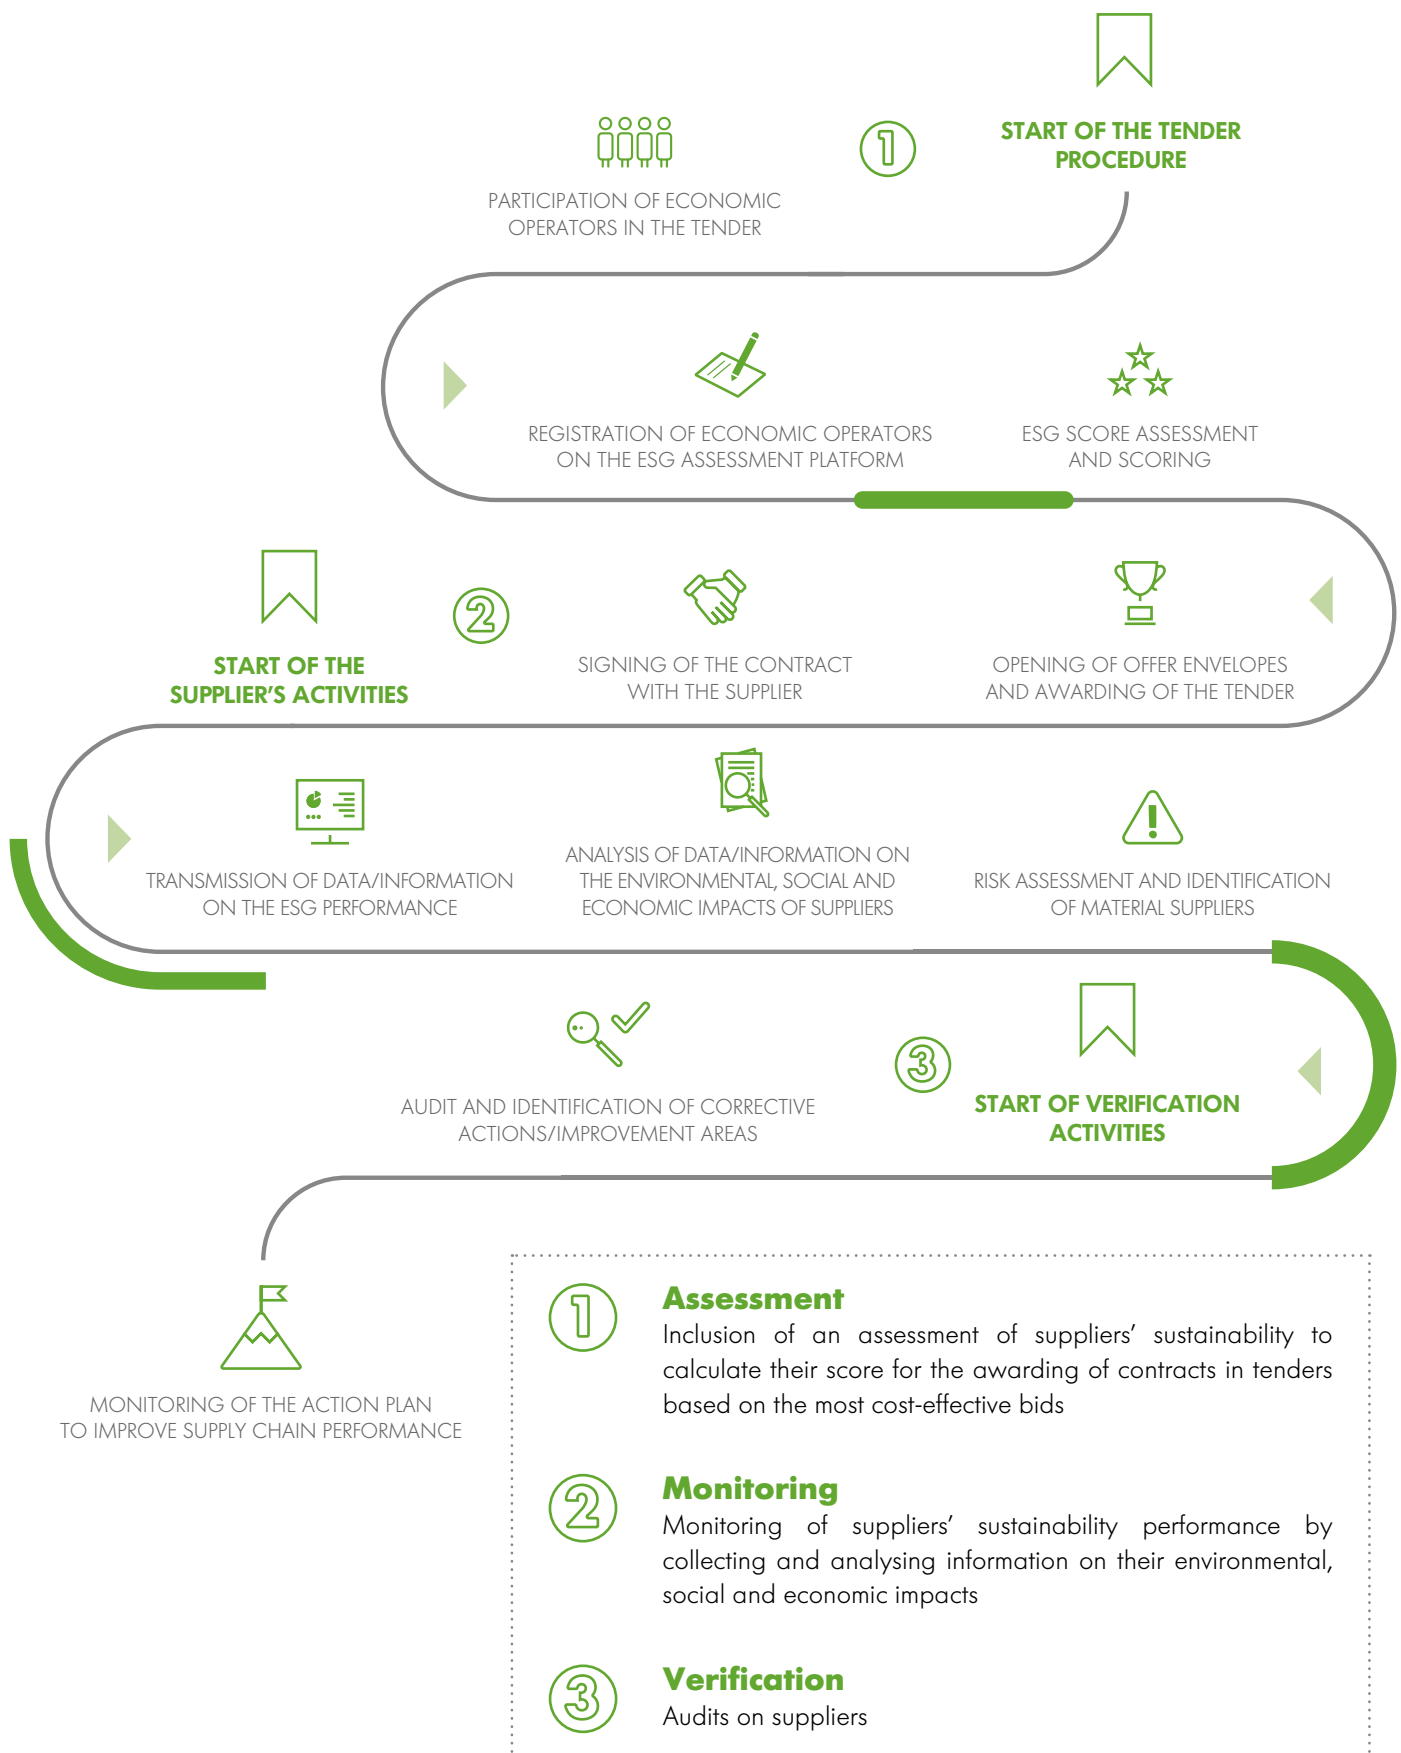 START OF THE TENDER
PROCEDURE
1
PARTICIPATION OF ECONOMIC
OPERATORS IN THE TENDER
REGISTRATION OF ECONOMIC OPERATORS
ON THE ESG ASSESSMENT PLATFORM
ESG SCORE ASSESSMENT
AND SCORING
OPENING OF OFFER ENVELOPES
AND AWARDING OF THE TENDER
SIGNING OF THE CONTRACT
WITH THE SUPPLIER
2
START OF THE
SUPPLIER’S ACTIVITIES
TRANSMISSION OF DATA/INFORMATION
ON THE ESG PERFORMANCE
ANALYSIS OF DATA/INFORMATION ON
THE ENVIRONMENTAL, SOCIAL AND
ECONOMIC IMPACTS OF SUPPLIERS
RISK ASSESSMENT AND IDENTIFICATION
OF MATERIAL SUPPLIERS
START OF VERIFICATION
ACTIVITIES
3
AUDIT AND IDENTIFICATION OF CORRECTIVE
ACTIONS/IMPROVEMENT AREAS
MONITORING OF THE ACTION PLAN
TO IMPROVE SUPPLY CHAIN PERFORMANCE
1
Assessment
Inclusion of an assessment of suppliers’ sustainability to
calculate their score for the awarding of contracts in tenders
based on the most cost-effective bids
2
Monitoring
Monitoring of suppliers’ sustainability performance by
collecting and analysing information on their environmental,
social and economic impacts
3
Verification
Audits on suppliers